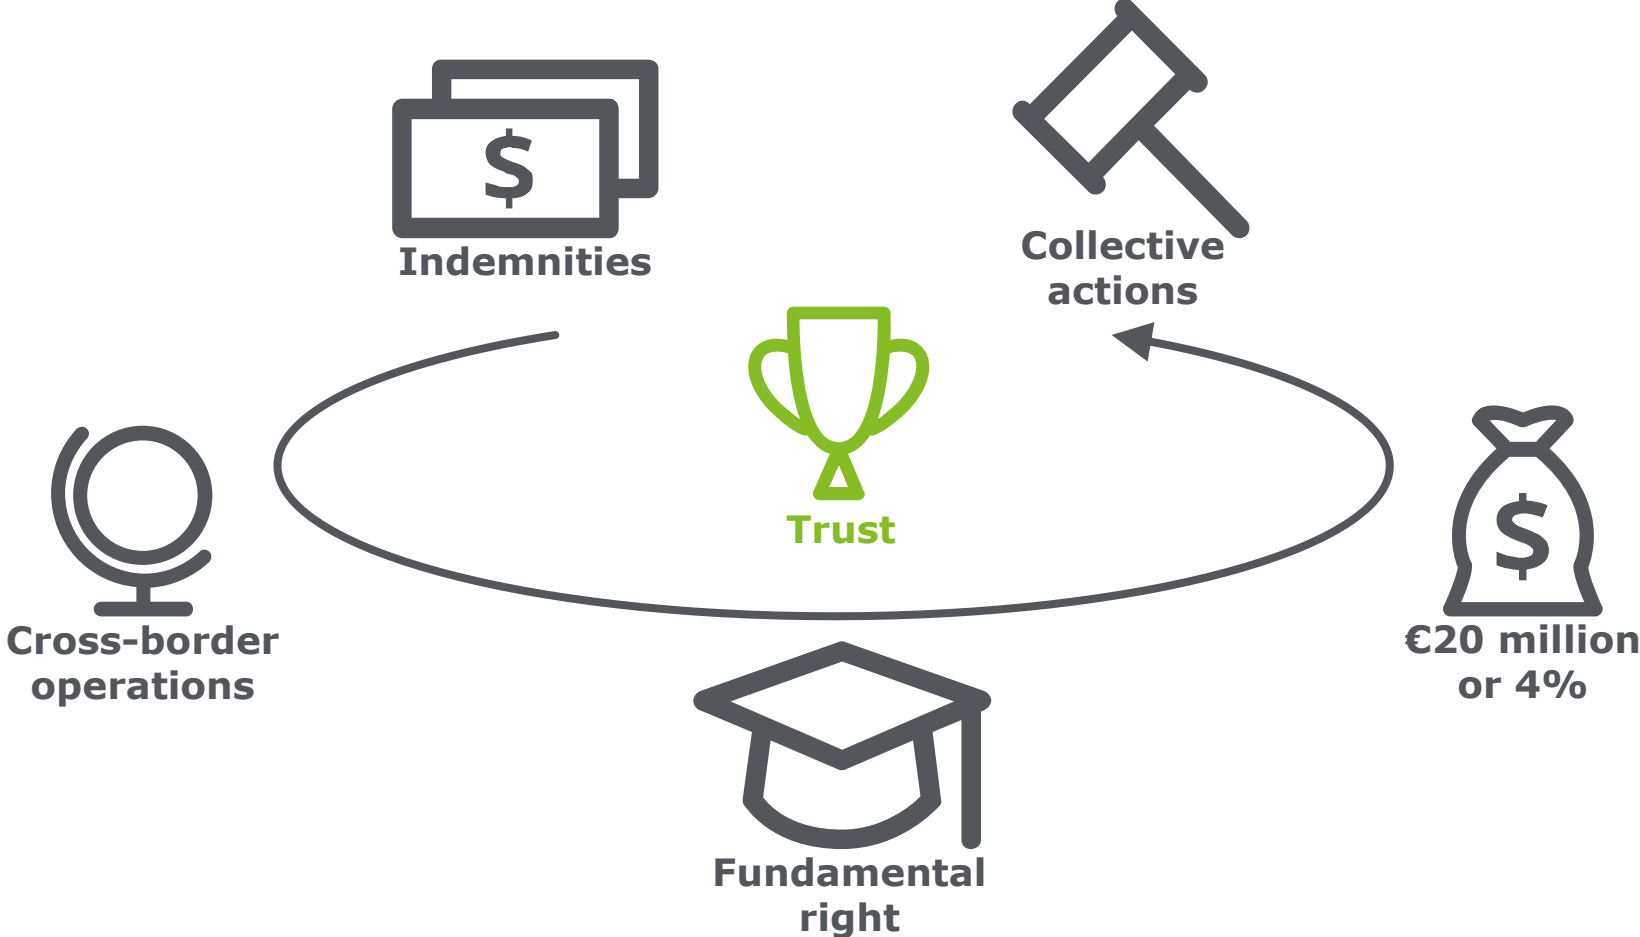 $
Indemnities
Collective
actions
Trust
Cross-border
operations
$
€20 million
or 4%
Fundamental
right